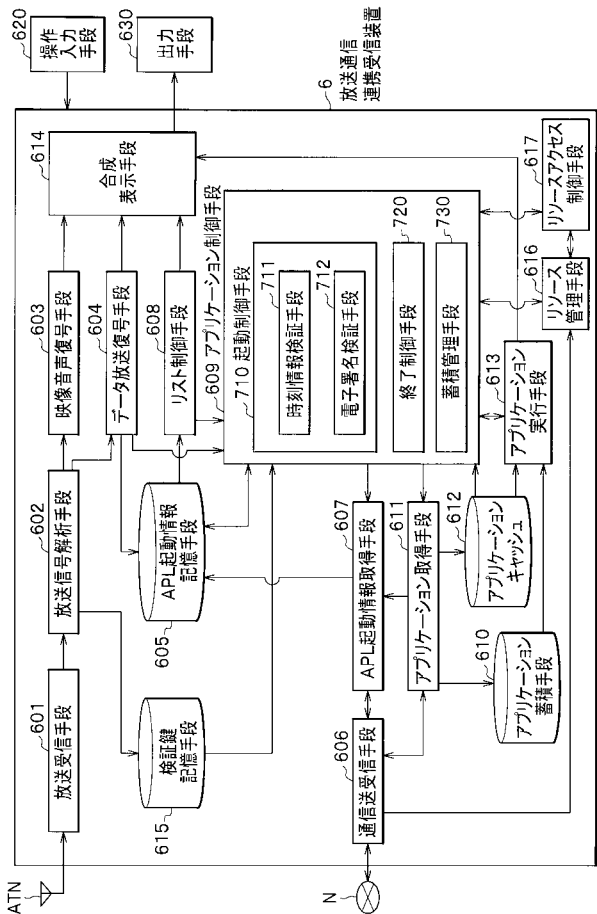 ATN
601
放送受信手段
602
放送信号解析手段
603
映像音声復号手段
604
データ放送復号手段
608
リスト制御手段
614
合成
表示手段
620
操作
入力
手段
630
出力
手段
6
放送通信
連携受信装置
615
検証鍵
記憶手段
605
APL起動情報
記憶手段
609 アプリケーション制御手段
710 起動制御手段
711
時刻情報検証手段
712
電子署名検証手段
720
終了制御手段
730
蓄積管理手段
N
606
通信送受信手段
607
APL起動情報取得手段
611
アプリケーション取得手段
610
アプリケーション
蓄積手段
612
アプリケーション
キャッシュ
613
アプリケーション
実行手段
616
リソース
管理手段
617
リソースアクセス
制御手段